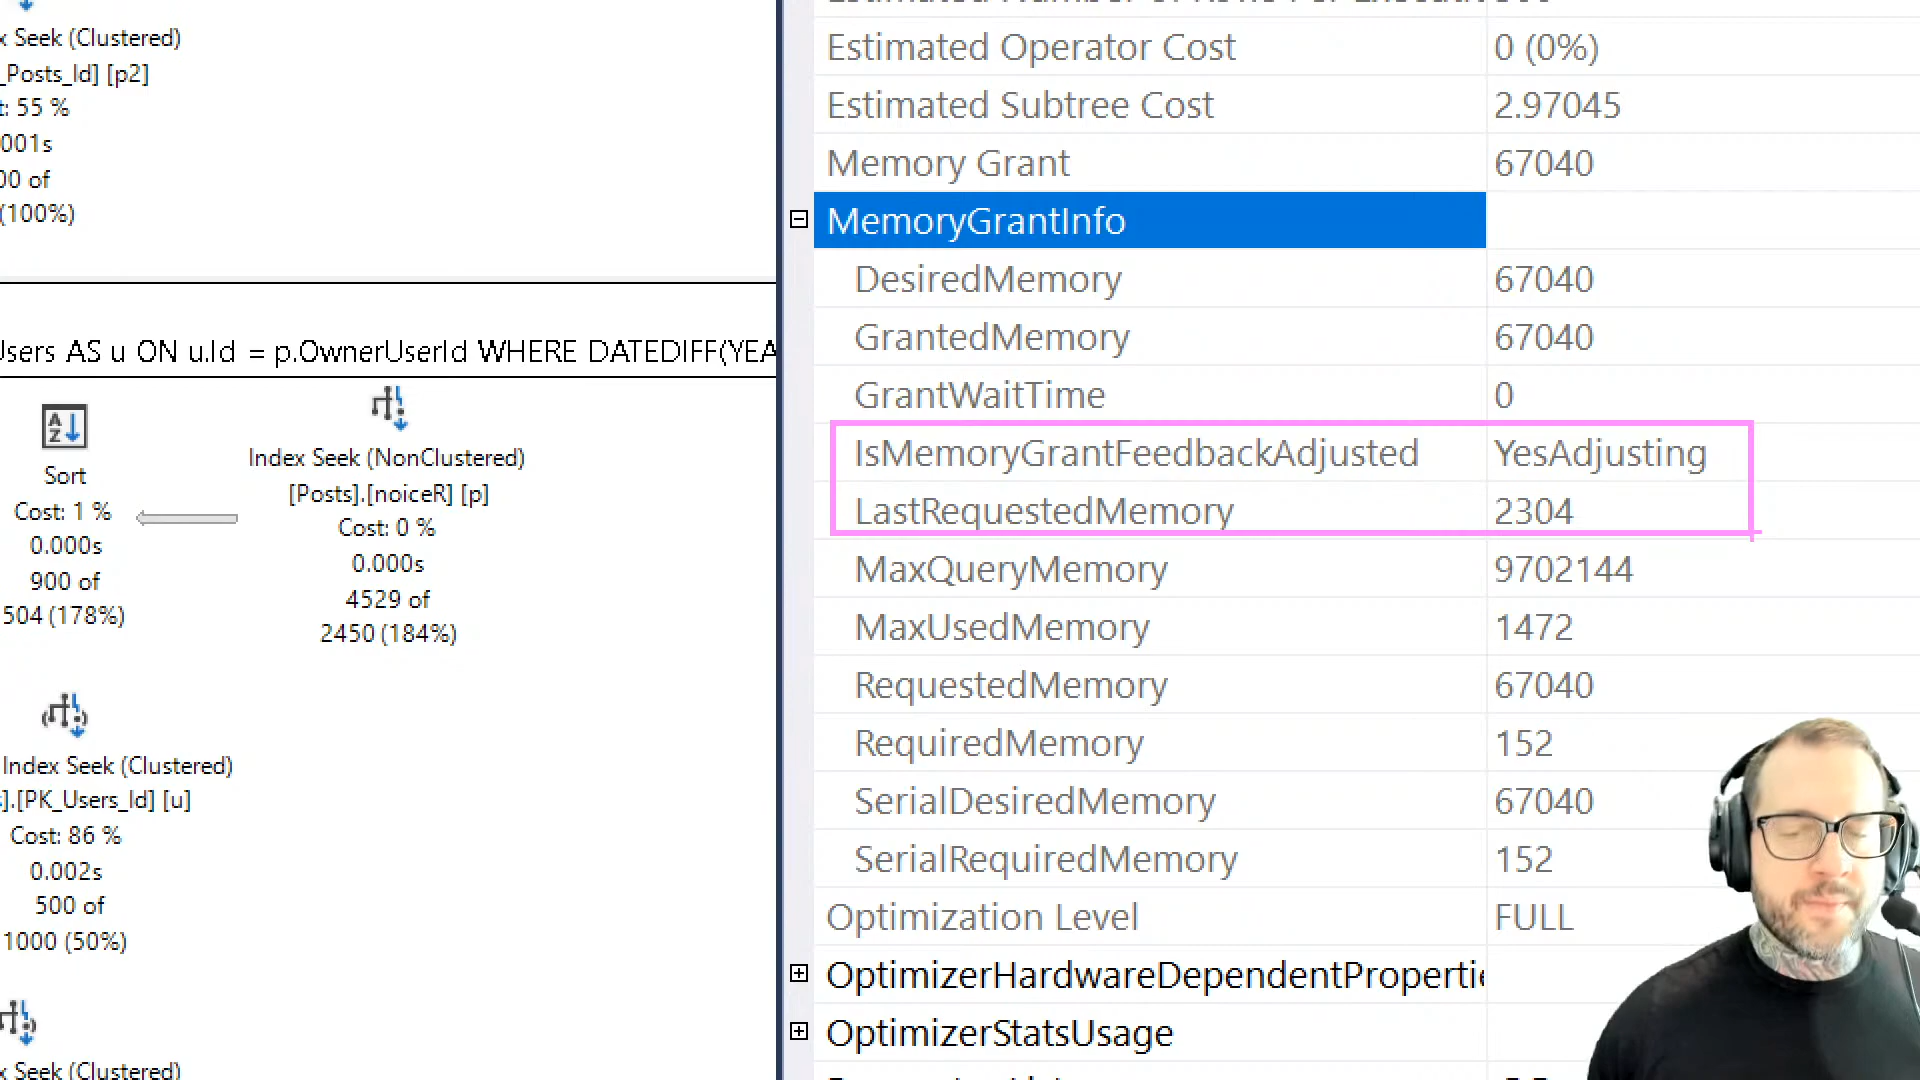 x Seek (Clustered)
_Posts_Id] [p2]
t: 55 %
001s
00 of
(100%)
Users AS u ON u.Id = p.OwnerUserId WHERE DATEDIFF(YEA
Sort
Cost: 1 %
0.000s
900 of
504 (178%)
Index Seek (NonClustered)
[Posts].[noiceR] [p]
Cost: 0 %
0.000s
4529 of
2450 (184%)
Index Seek (Clustered)
].[PK_Users_Id] [u]
Cost: 86 %
0.002s
500 of
1000 (50%)
x Seek (Clustered)
Estimated Operator Cost 0 (0%)
Estimated Subtree Cost 2.97045
Memory Grant 67040
MemoryGrantInfo
DesiredMemory 67040
GrantedMemory 67040
GrantWaitTime 0
IsMemoryGrantFeedbackAdjusted YesAdjusting
LastRequestedMemory 2304
MaxQueryMemory 9702144
MaxUsedMemory 1472
RequestedMemory 67040
RequiredMemory 152
SerialDesiredMemory 67040
SerialRequiredMemory 152
Optimization Level FULL
OptimizerHardwareDependentProperti
OptimizerStatsUsage